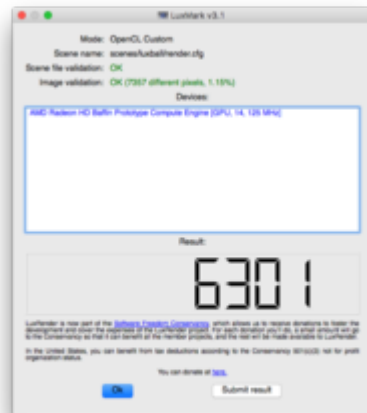 LuxMark v3.1
Mode: OpenCL Custom
Scene name: scenes/luxball/render.cfg
Scene file validation: OK
Image validation: OK (7357 different pixels, 1.15%)
Devices:
AMD Radeon HD Baffin Prototype Compute Engine [GPU, 14, 125 MHz]
Result:
6301
LuxRender is now part of the Software Freedom Conservancy, which allows us to receive donations to foster the
development and cover the expenses of the LuxRender project. For each donation you'll do, a small amount will go
to the Conservancy so that it can benefit all the member projects, and the rest will be made available to LuxRender.
In the United States, you can benefit from tax deductions according to the Conservancy 501(c)(3) not for profit
organization status.
You can donate at here.
Ok
Submit result